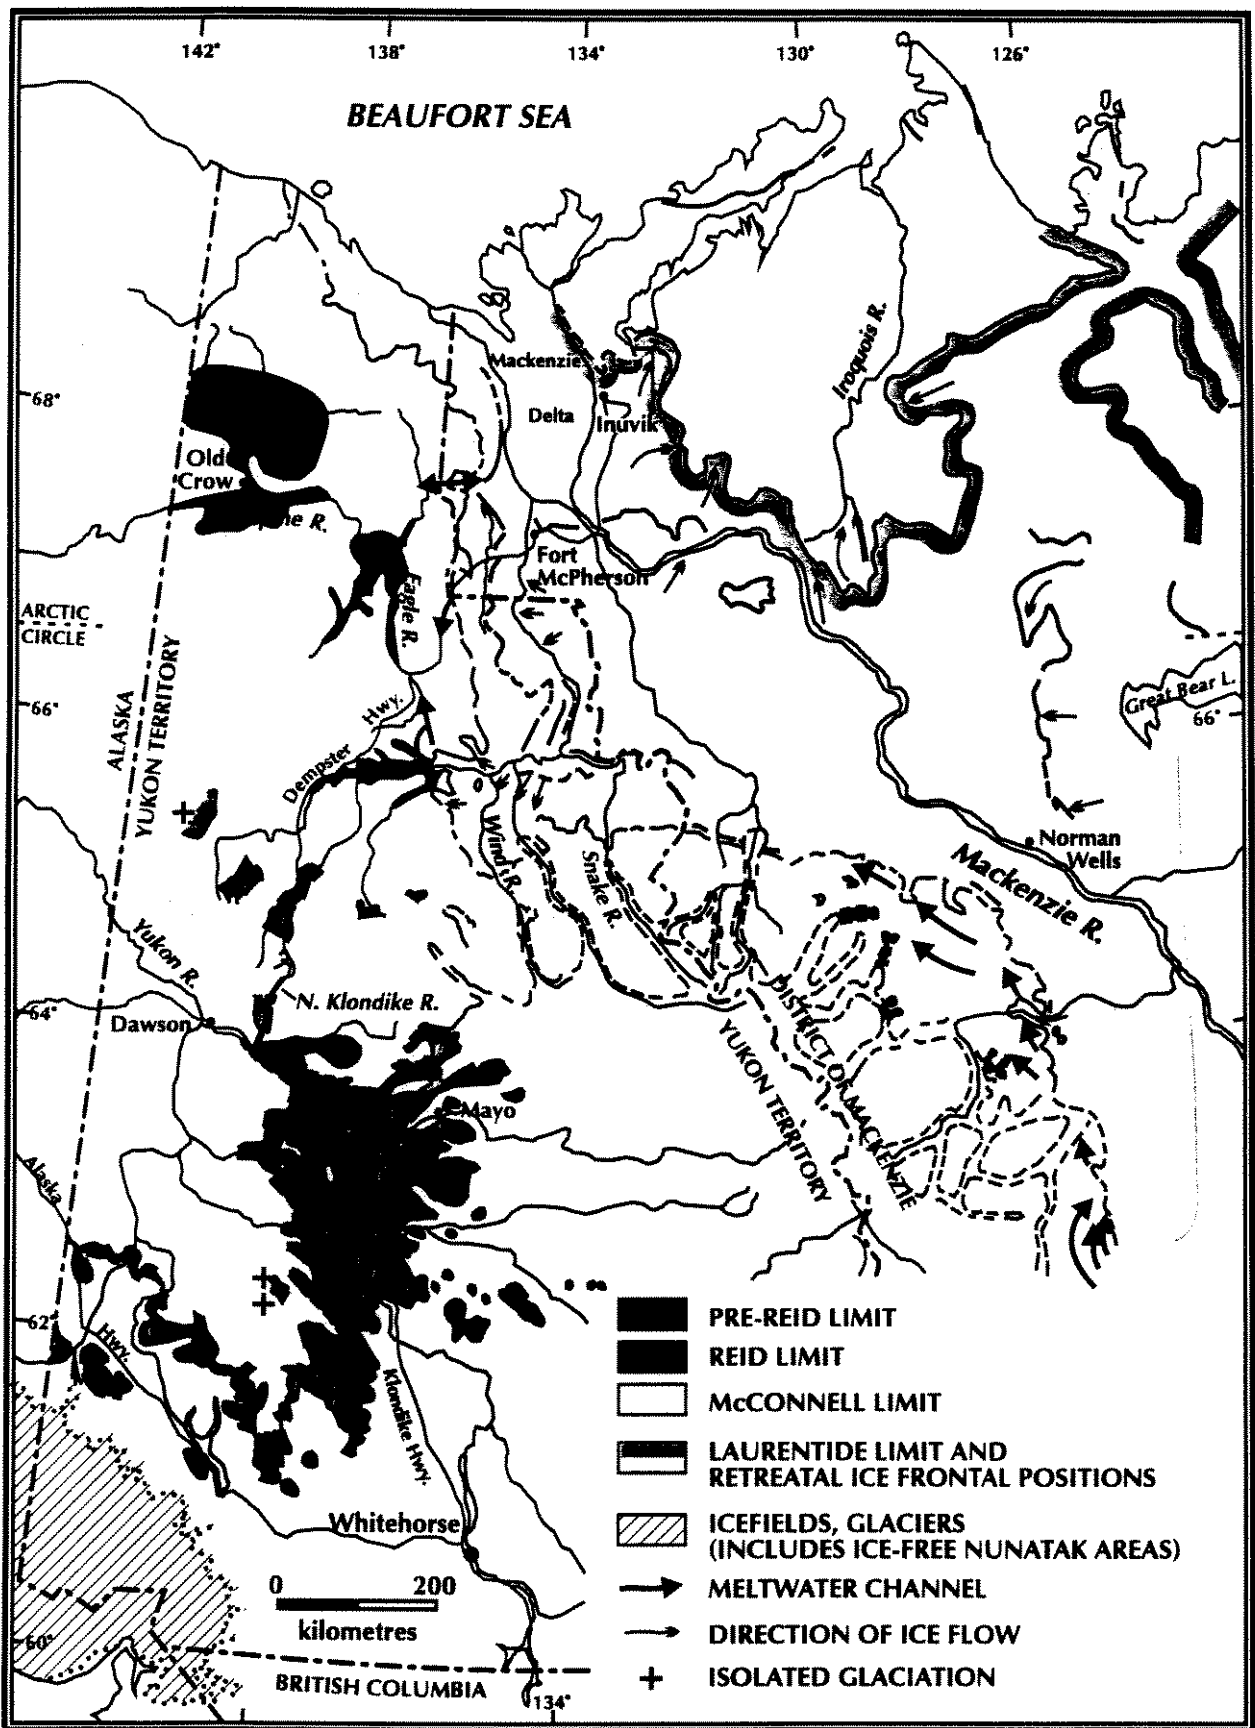 142° 138° 134° 130° 126°
BEAUFORT SEA
Iroquois R.
Mackenzie
68°
Delta
Inuvik
Old
Crow
ne R.
Fort
McPherson
Eagle R.
ARCTIC
CIRCLE
ALASKA
YUKON TERRITORY
Great Bear L.
66°
66°
Hwy.
Dempster
Norman
Wells
Wind R.
Snake R.
Mackenzie R.
Yukon R.
N. Klondike R.
64°
Dawson
DISTRICT OF MACKENZIE
YUKON TERRITORY
Mayo
Alaska
62°
Hwy.
Klondike Hwy.
PRE-REID LIMIT
REID LIMIT
McCONNELL LIMIT
LAURENTIDE LIMIT AND
RETREATAL ICE FRONTAL POSITIONS
ICEFIELDS, GLACIERS
(INCLUDES ICE-FREE NUNATAK AREAS)
Whitehorse
0 200
kilometres
MELTWATER CHANNEL
DIRECTION OF ICE FLOW
ISOLATED GLACIATION
60°
BRITISH COLUMBIA
134°